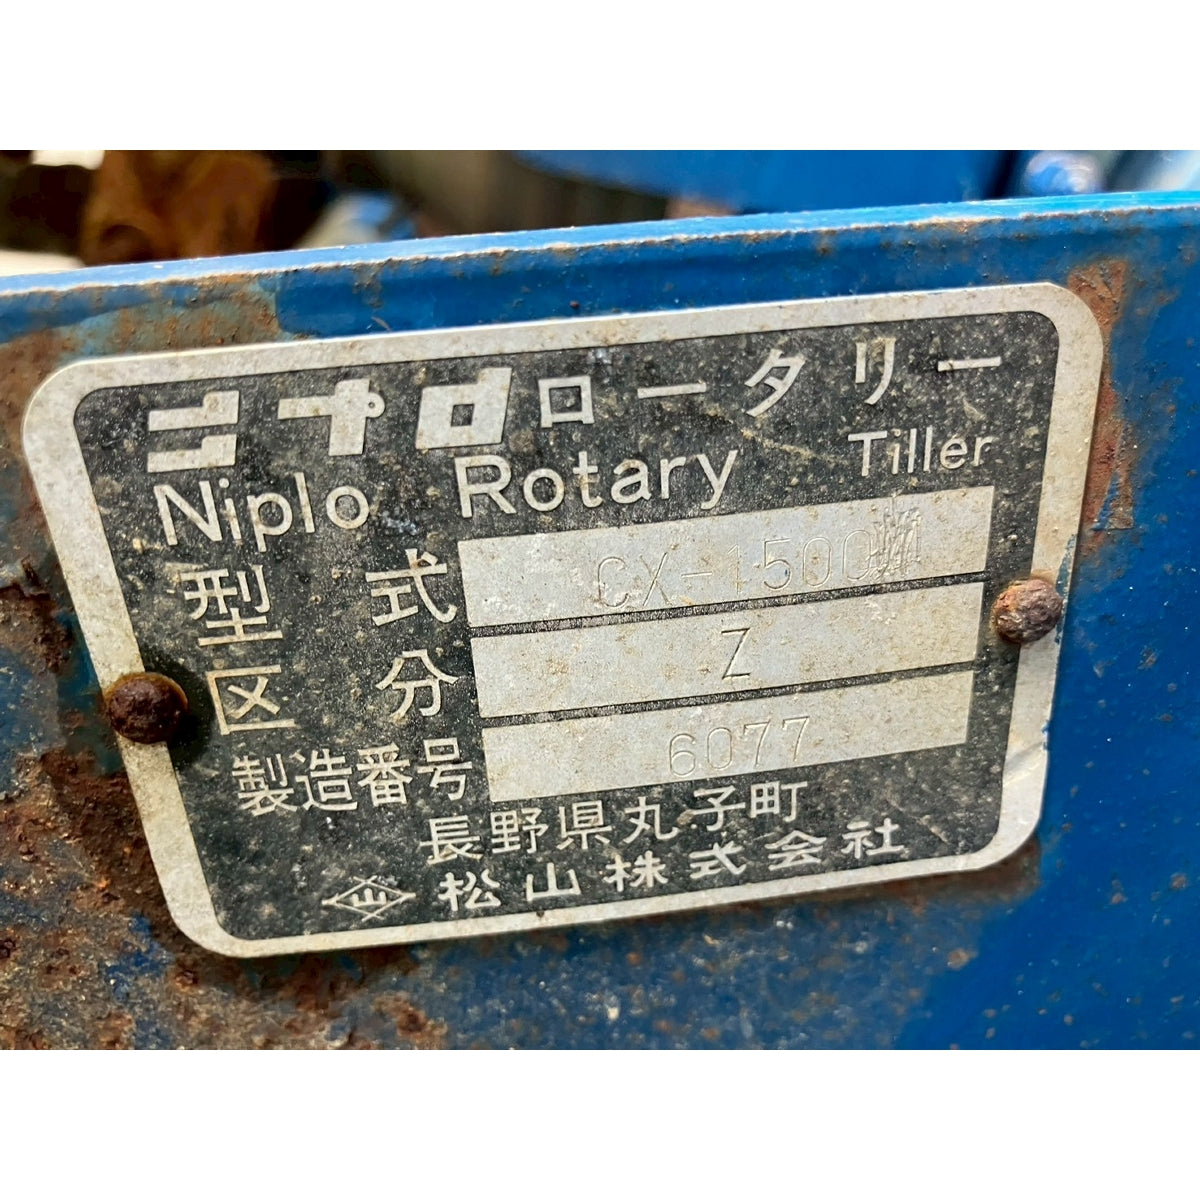 ニプロロータリー
Niplo Rotary Tiller
型式 CX-1500
区分 Z
製造番号 6077
長野県丸子町
松山株式会社